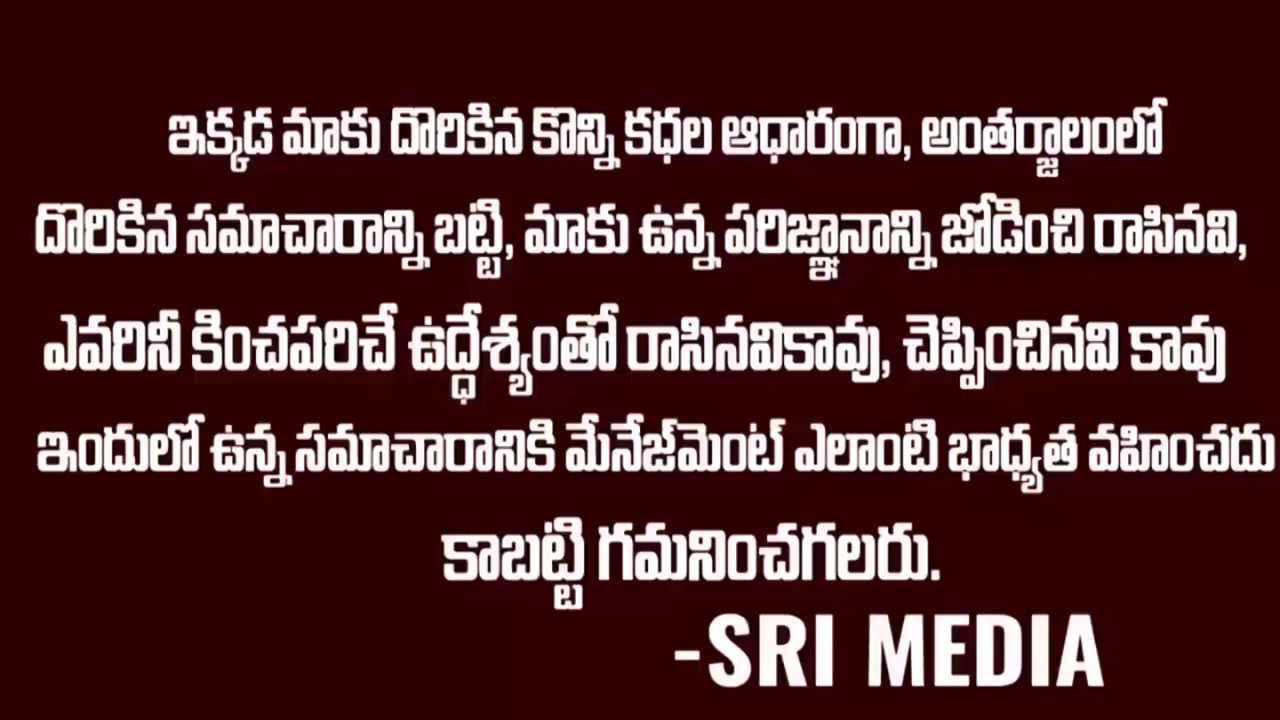 ఇక్కడ మాకు దొరికిన కొన్ని కధల ఆధారంగా, అంతర్జాలంలో
దొరికిన సమాచారాన్ని బట్టి, మాకు ఉన్న పరిజ్ఞానాన్ని జోడించి రాసినవి,
ఎవరినీ కించపరిచే ఉద్ధేశ్యంతో రాసినవికావు, చెప్పించినవి కావు
ఇందులో ఉన్న సమాచారానికి మేనేజ్‌మెంట్ ఎలాంటి భాధ్యత వహించదు
కాబట్టి గమనించగలరు.
-SRI MEDIA